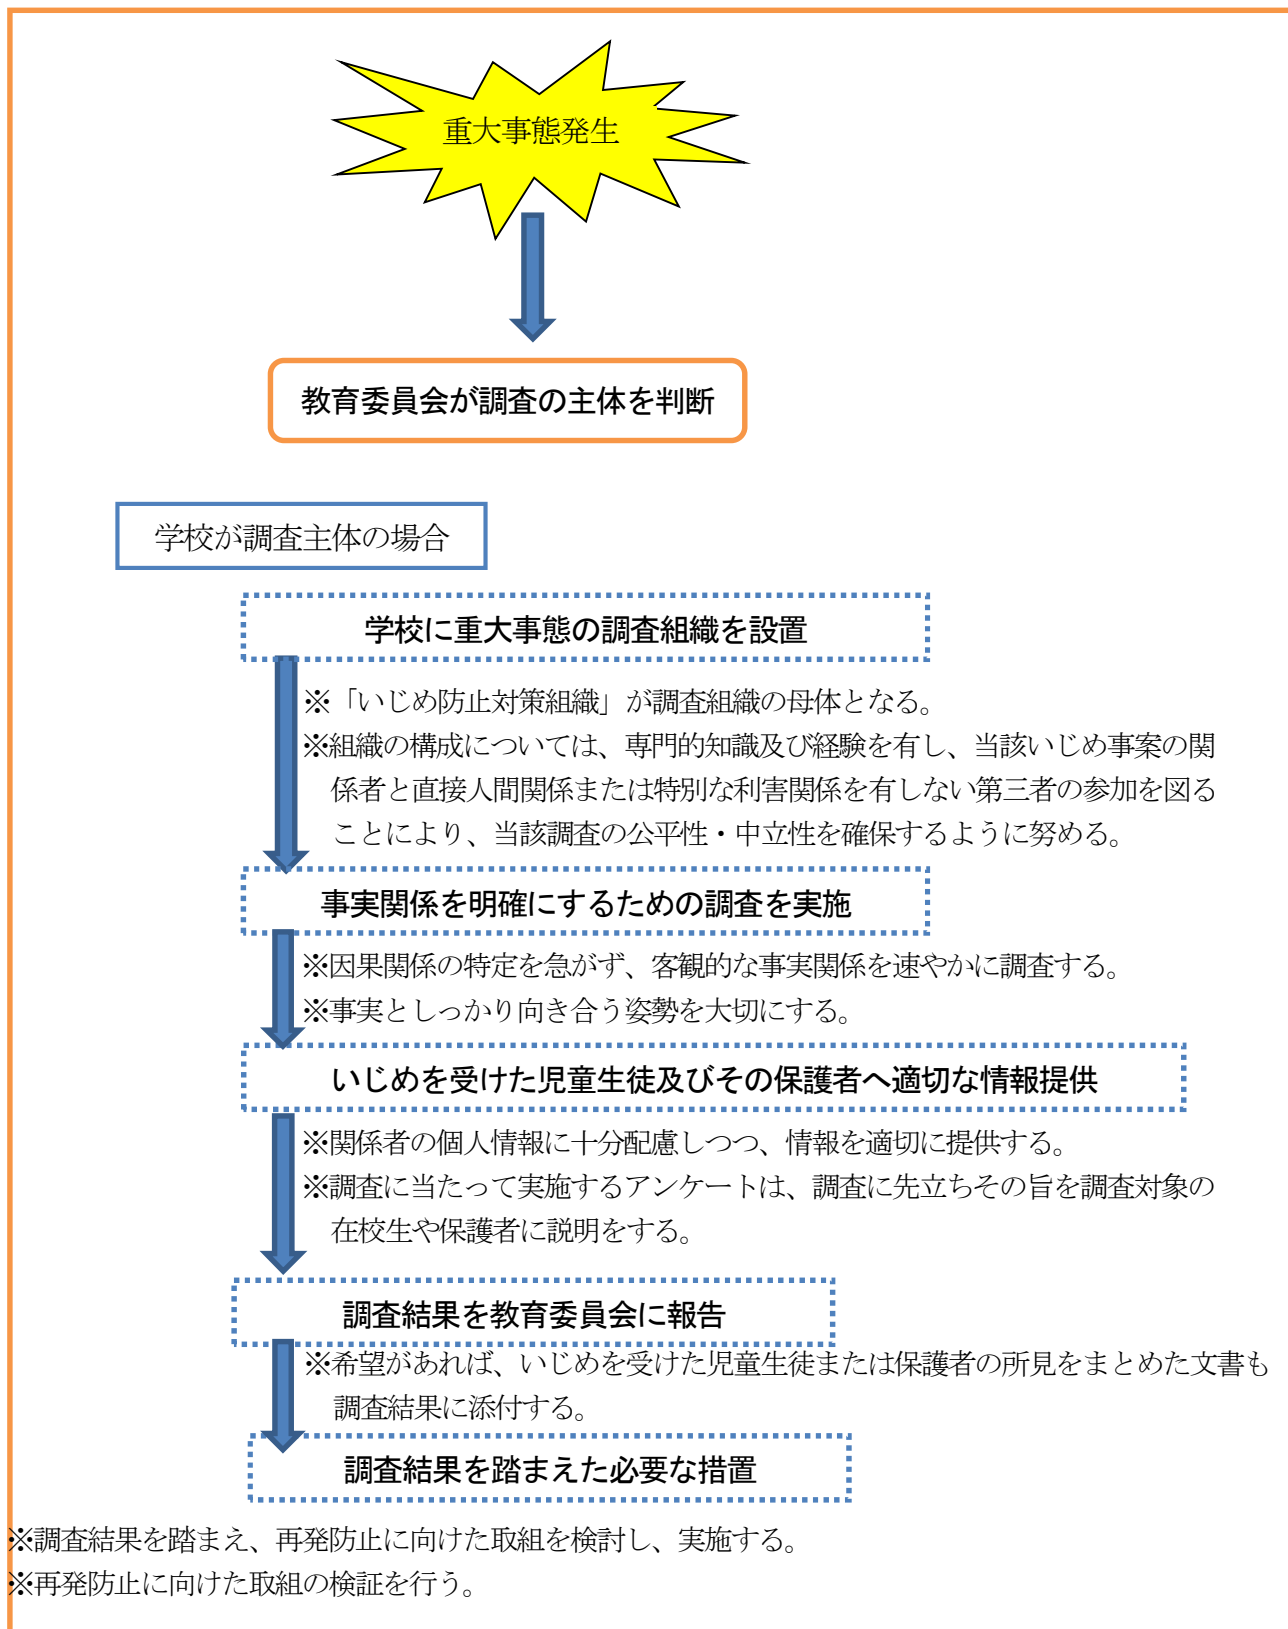 重大事態発生
教育委員会が調査の主体を判断
学校が調査主体の場合
学校に重大事態の調査組織を設置
※「いじめ防止対策組織」が調査組織の母体となる。
※組織の構成については、専門的知識及び経験を有し、当該いじめ事案の関
係者と直接人間関係または特別な利害関係を有しない第三者の参加を図る
ことにより、当該調査の公平性・中立性を確保するように努める。
事実関係を明確にするための調査を実施
※因果関係の特定を急がず、客観的な事実関係を速やかに調査する。
※事実としっかり向き合う姿勢を大切にする。
いじめを受けた児童生徒及びその保護者へ適切な情報提供
※関係者の個人情報に十分配慮しつつ、情報を適切に提供する。
※調査に当たって実施するアンケートは、調査に先立ちその旨を調査対象の
在校生や保護者に説明をする。
調査結果を教育委員会に報告
※希望があれば、いじめを受けた児童生徒または保護者の所見をまとめた文書も
調査結果に添付する。
調査結果を踏まえた必要な措置
※調査結果を踏まえ、再発防止に向けた取組を検討し、実施する。
※再発防止に向けた取組の検証を行う。